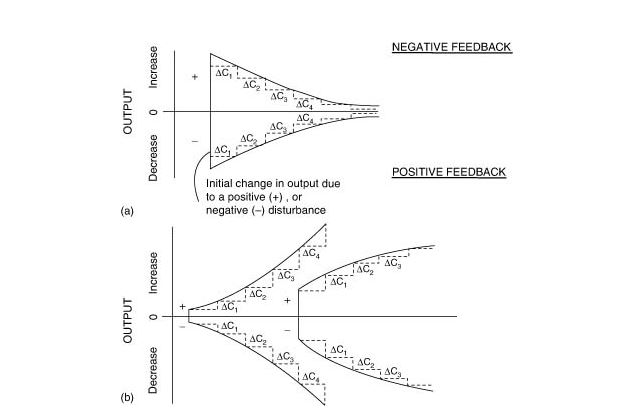 NEGATIVE FEEDBACK
Increase
+
ΔC1
ΔC2
ΔC3
ΔC4
OUTPUT
0
ΔC4
ΔC3
ΔC2
ΔC1
–
Decrease
POSITIVE FEEDBACK
Initial change in output due
to a positive (+) , or
negative (–) disturbance
(a)
ΔC4
Increase
ΔC3
ΔC3
ΔC2
ΔC2
ΔC1
+
ΔC1
+
OUTPUT
0
–
ΔC1
–
ΔC2
ΔC1
ΔC3
ΔC2
Decrease
ΔC4
ΔC3
(b)